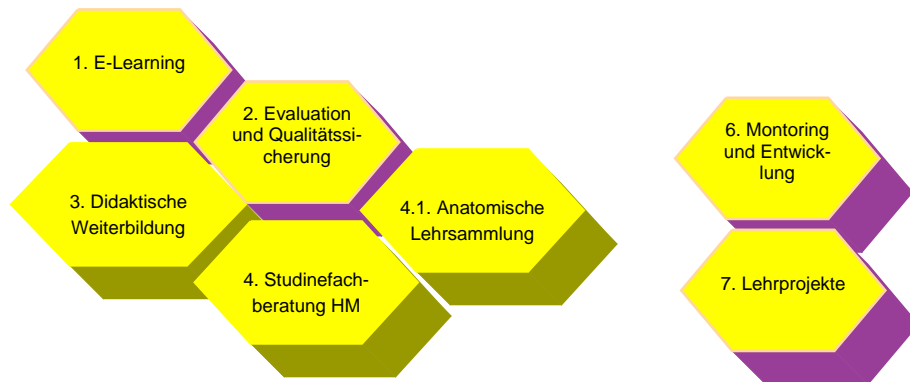 1. E-Learning
2. Evaluation
und Qualitätssi-
cherung
3. Didaktische
Weiterbildung
4.1. Anatomische
Lehrsammlung
4. Studinefach-
beratung HM
6. Montoring
und Entwick-
lung
7. Lehrprojekte